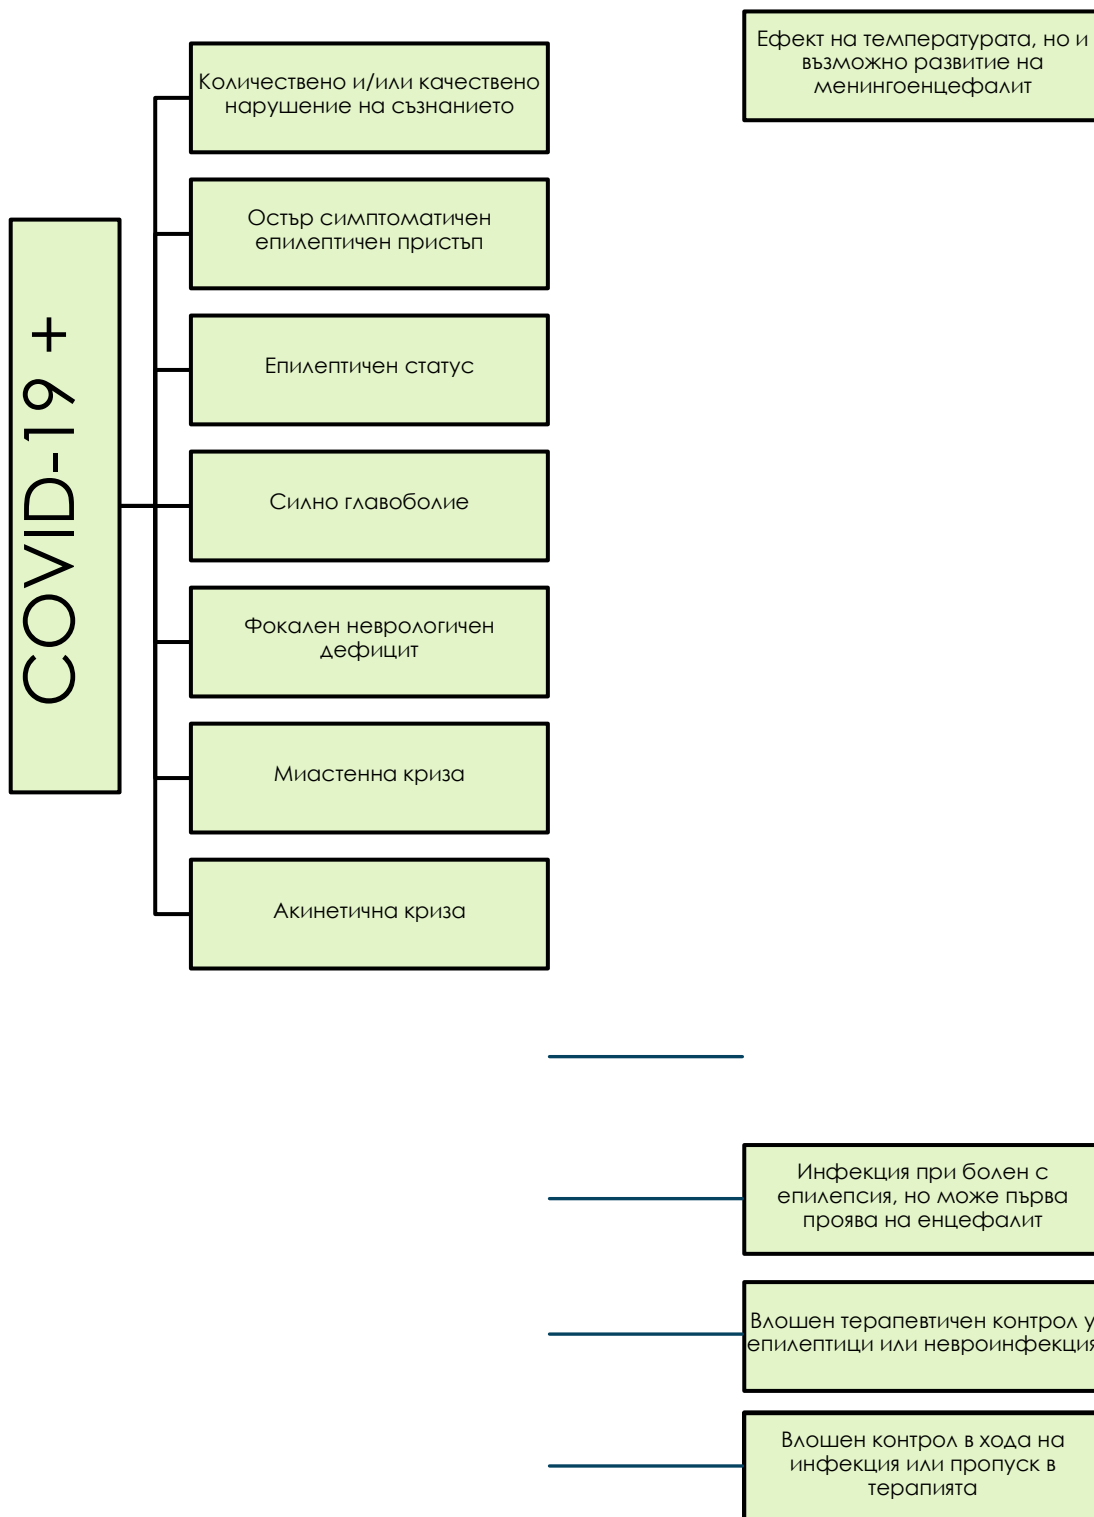 COVID-19 +
Количествено и/или качествено
нарушение на съзнанието
Остър симптоматичен
епилептичен пристъп
Епилептичен статус
Силно главоболие
Фокален неврологичен
дефицит
Миастенна криза
Акинетична криза
Ефект на температурата, но и
възможно развитие на
менингоенцефалит
Инфекция при болен с
епилепсия, но може първа
проява на енцефалит
Влошен терапевтичен контрол у
епилептици или невроинфекция
Влошен контрол в хода на
инфекция или пропуск в
терапията